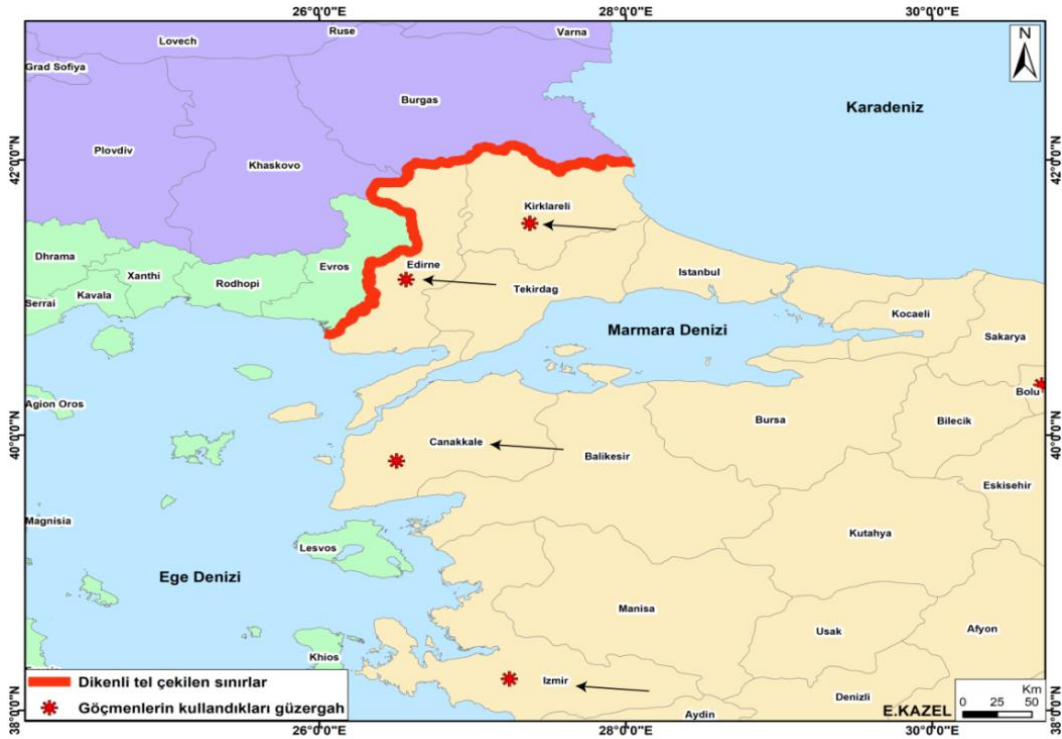 26°0'0"E
28°0'0"E
30°0'0"E
Ruse
Varna
Lovech
N
Grad Sofiya
Burgas
Karadeniz
Plovdiv
42°0'0"N
42°0'0"N
Khaskovo
Kirklareli
Dhrama
Evros
Edirne
Xanthi
Istanbul
Rodhopi
Tekirdag
Kavala
Serrai
Kocaeli
Marmara Denizi
Sakarya
Bolu
Agion Oros
Bursa
Bilecik
40°0'0"N
40°0'0"N
Canakkale
Balikesir
Eskisehir
Magnisia
Kutahya
Lesvos
Ege Denizi
Manisa
Usak
Afyon
Khios
Izmir
Dikenli tel çekilen sınırlar
Km
Denizli
Göçmenlerin kullandıkları güzergah
Aydin
E.KAZEL
0 25 50
38°0'0"N
38°0'0"N
26°0'0"E
28°0'0"E
30°0'0"E